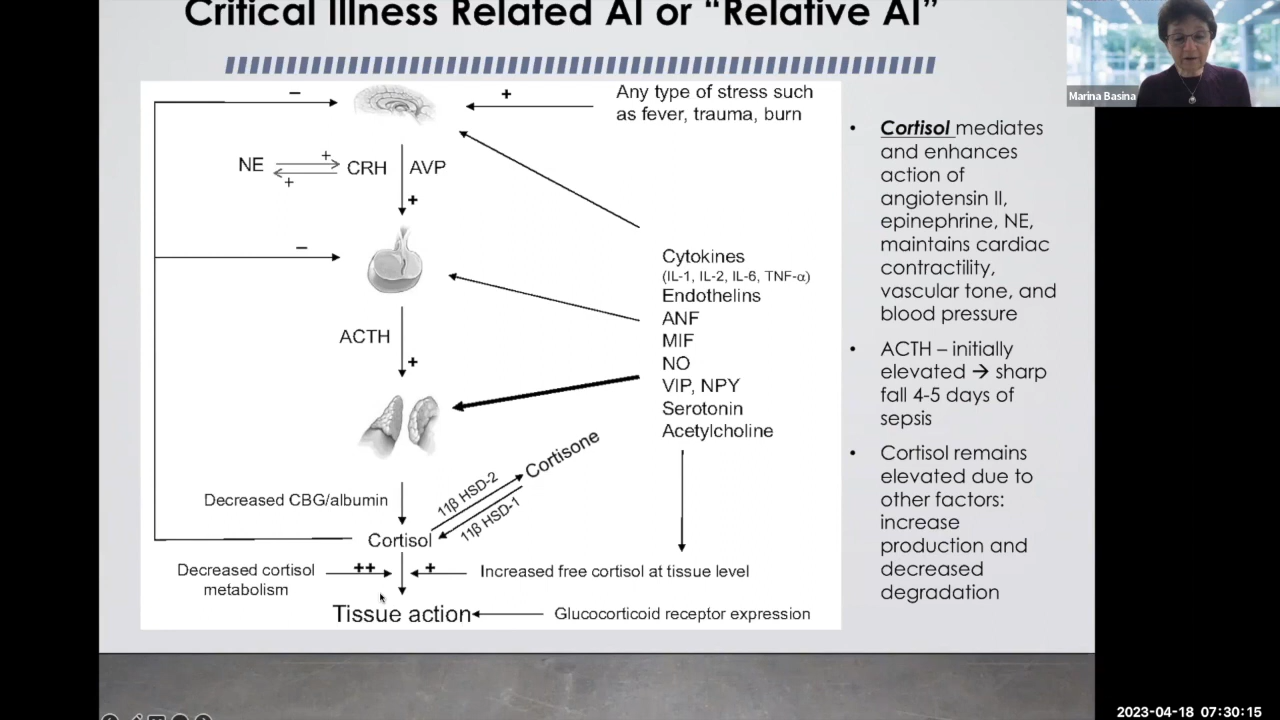 Critical Illness Related AI or “Relative AI”
Marina Basina
−
+
Any type of stress such
as fever, trauma, burn
NE
+
+
CRH
AVP
+
−
ACTH
+
Cytokines
(IL-1, IL-2, IL-6, TNF-α)
Endothelins
ANF
MIF
NO
VIP, NPY
Serotonin
Acetylcholine
Cortisone
11β HSD-2
11β HSD-1
Decreased CBG/albumin
Cortisol
Decreased cortisol
metabolism
++
+
Increased free cortisol at tissue level
Tissue action
Glucocorticoid receptor expression
• Cortisol mediates
and enhances
action of
angiotensin II,
epinephrine, NE,
maintains cardiac
contractility,
vascular tone, and
blood pressure
• ACTH – initially
elevated → sharp
fall 4-5 days of
sepsis
• Cortisol remains
elevated due to
other factors:
increase
production and
decreased
degradation
2023-04-18 07:30:15